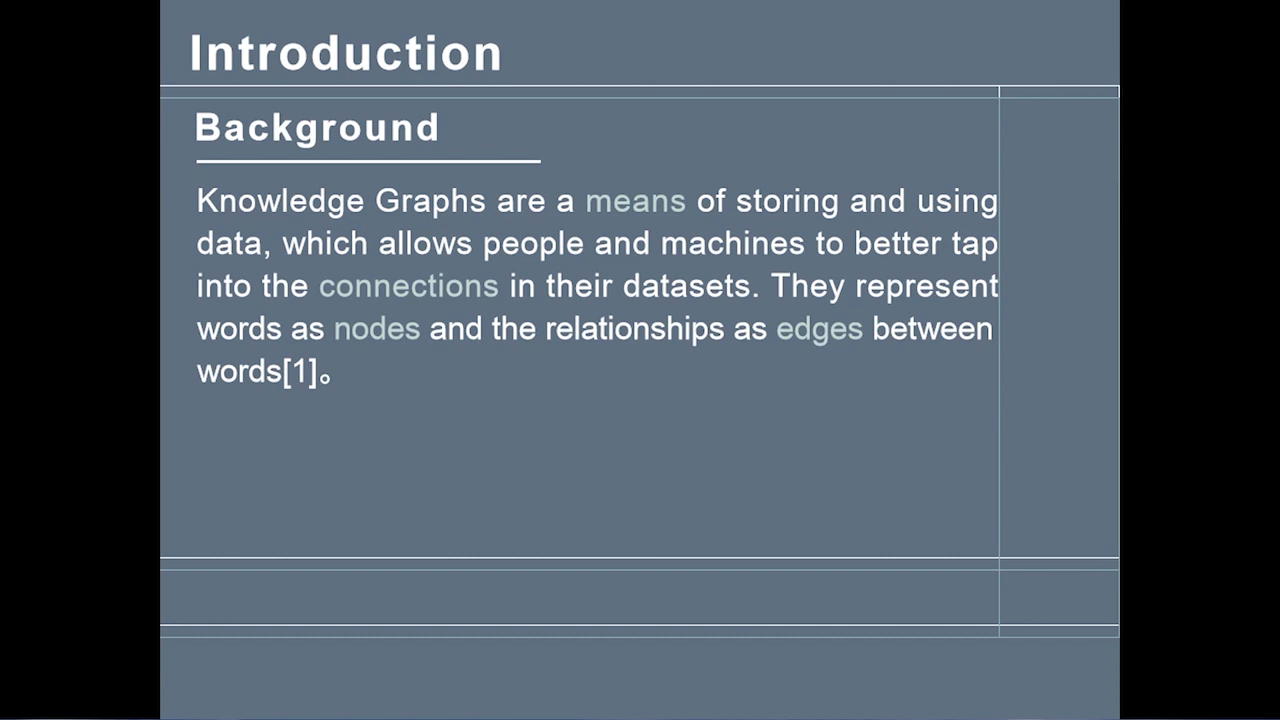 Introduction
Background
Knowledge Graphs are a means of storing and using
data, which allows people and machines to better tap
into the connections in their datasets. They represent
words as nodes and the relationships as edges between
words[1]。